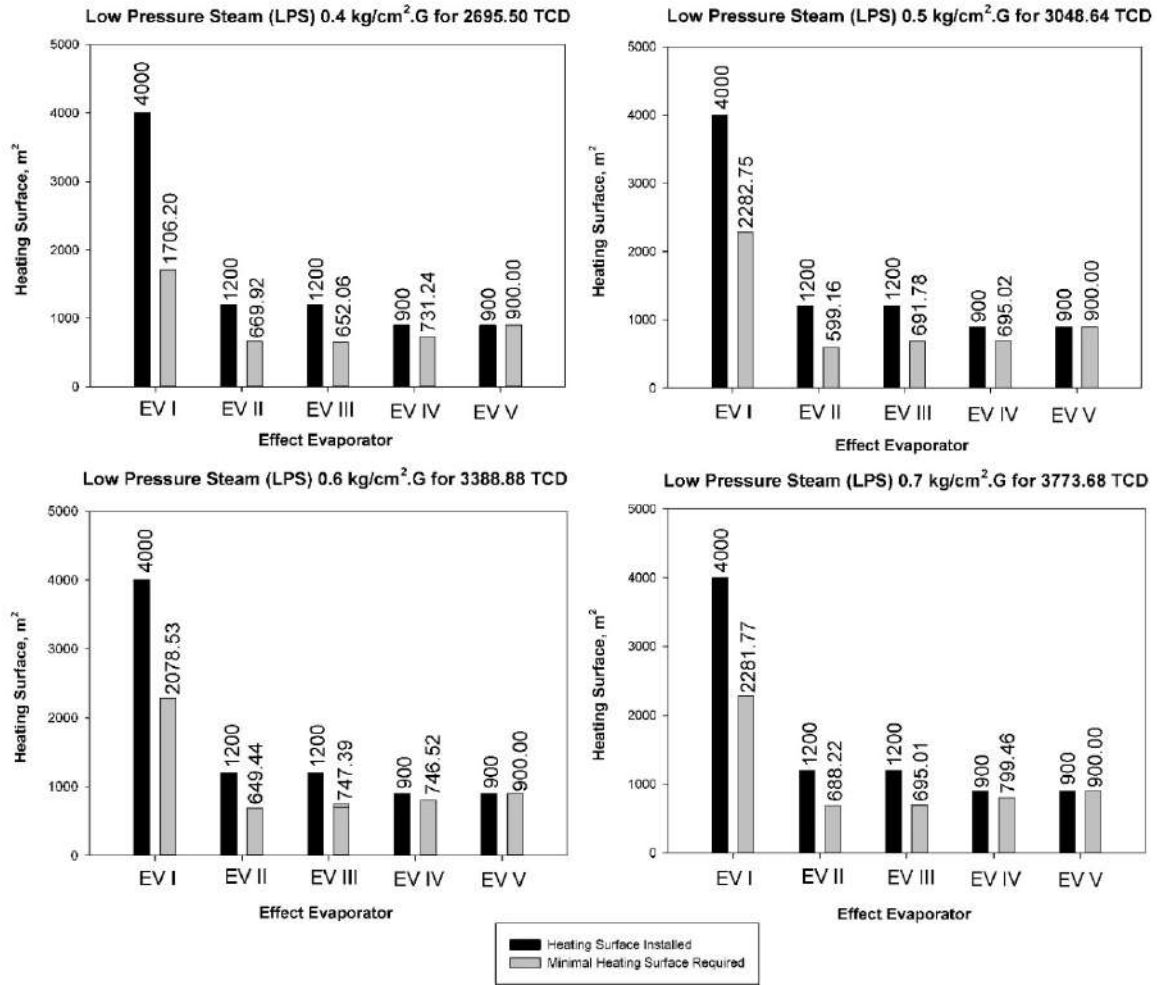 Low Pressure Steam (LPS) 0.4 kg/cm².G for 2695.50 TCD
Heating Surface, m²
5000
4000
3000
2000
1000
0
4000
1706.20
1200
669.92
1200
652.06
900
731.24
900
900.00
EV I
EV II
EV III
EV IV
EV V
Effect Evaporator
Low Pressure Steam (LPS) 0.5 kg/cm².G for 3048.64 TCD
Heating Surface, m²
5000
4000
3000
2000
1000
0
4000
2282.75
1200
599.16
1200
691.78
900
695.02
900
900.00
EV I
EV II
EV III
EV IV
EV V
Effect Evaporator
Low Pressure Steam (LPS) 0.6 kg/cm².G for 3388.88 TCD
Heating Surface, m²
5000
4000
3000
2000
1000
0
4000
2078.53
1200
649.44
1200
747.39
900
746.52
900
900.00
EV I
EV II
EV III
EV IV
EV V
Effect Evaporator
Low Pressure Steam (LPS) 0.7 kg/cm².G for 3773.68 TCD
Heating Surface, m²
5000
4000
3000
2000
1000
0
4000
2281.77
1200
688.22
1200
695.01
900
799.46
900
900.00
EV I
EV II
EV III
EV IV
EV V
Effect Evaporator
Heating Surface Installed
Minimal Heating Surface Required